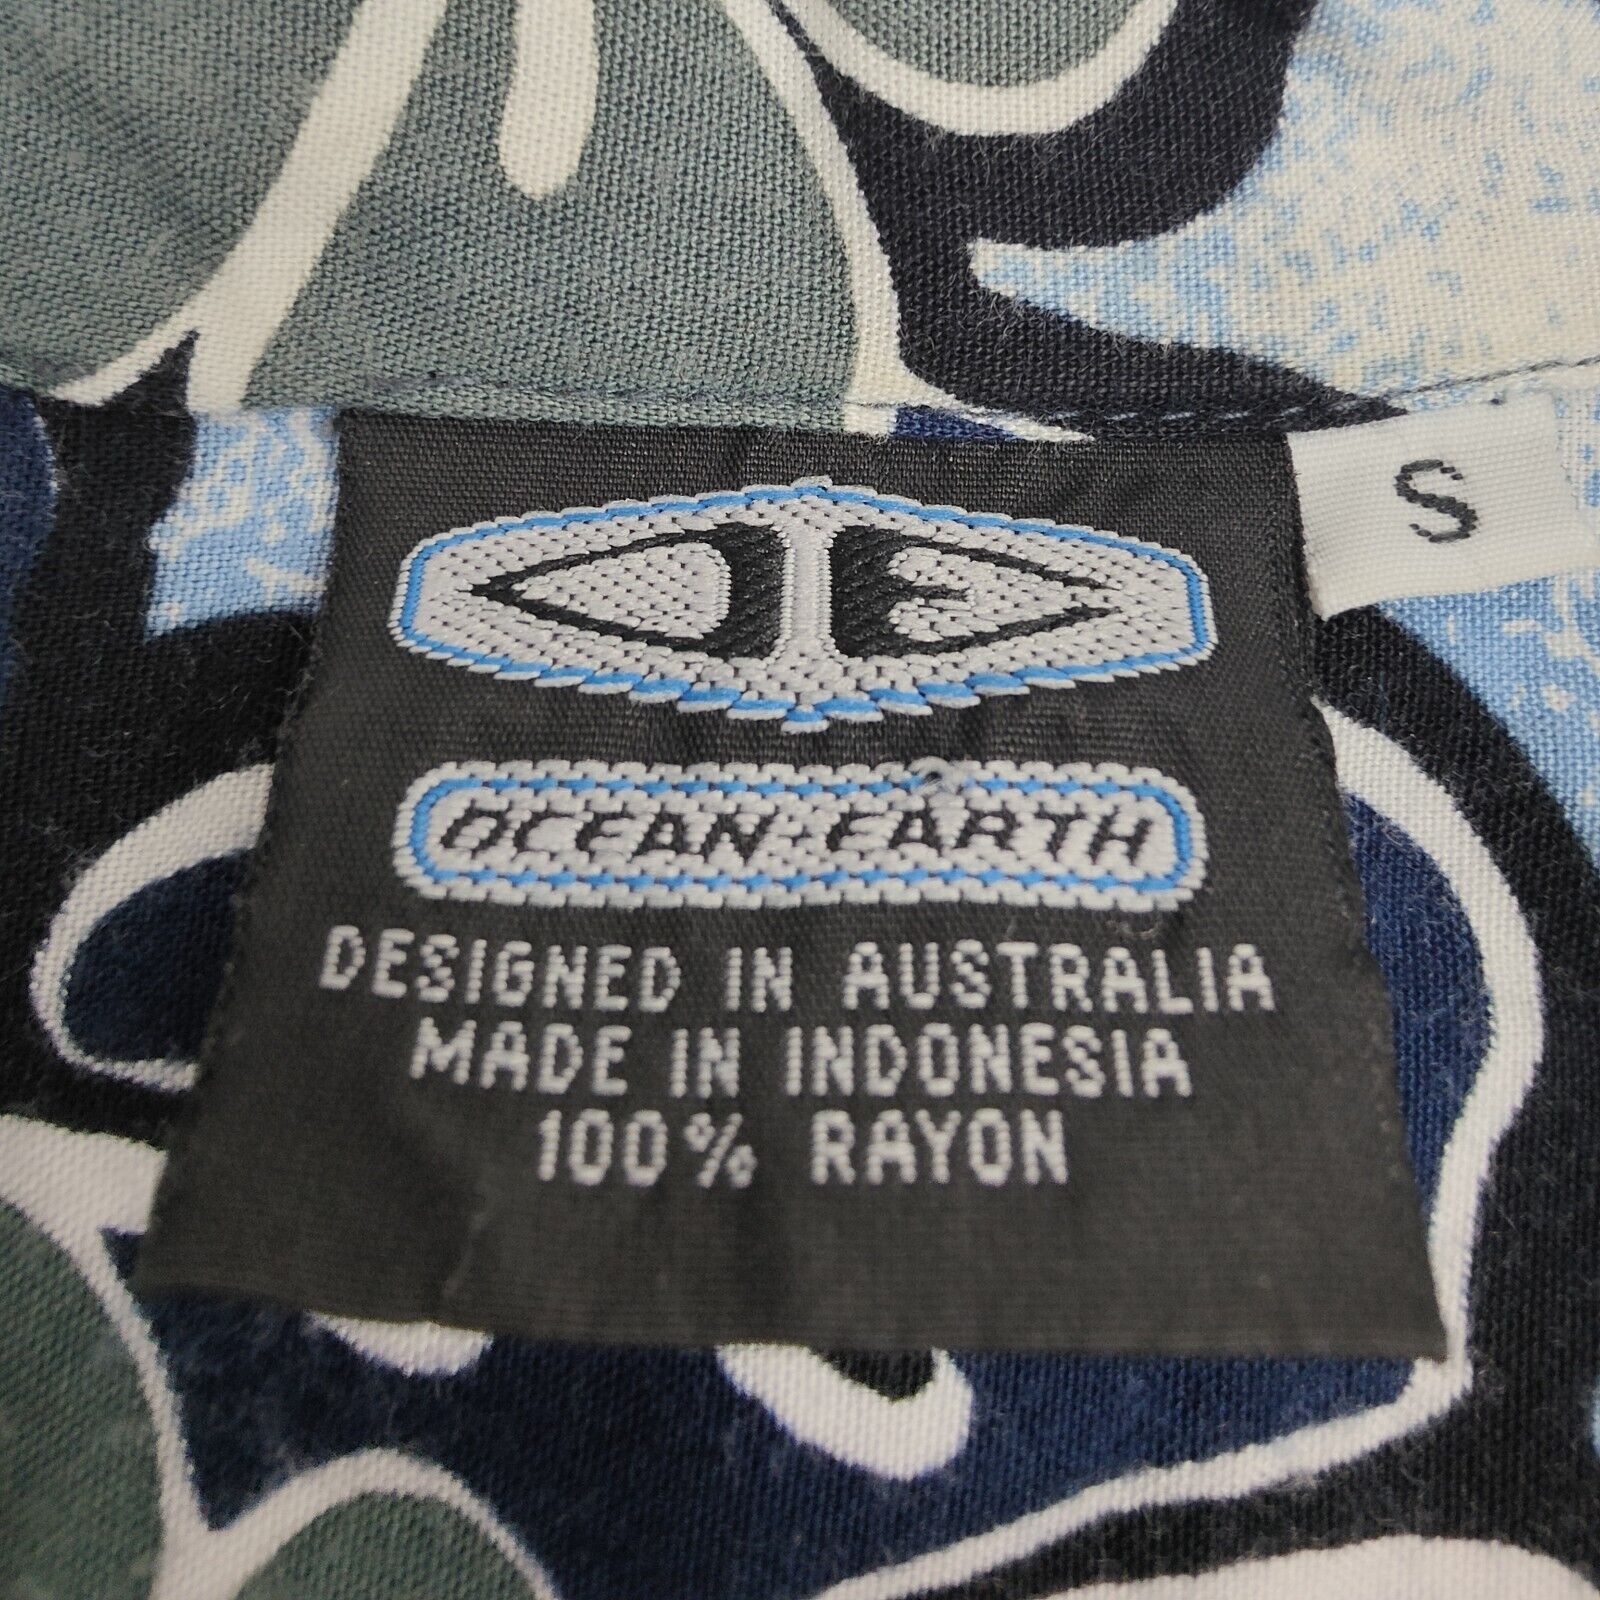 S
OCEAN · EARTH
DESIGNED IN AUSTRALIA
MADE IN INDONESIA
100% RAYON